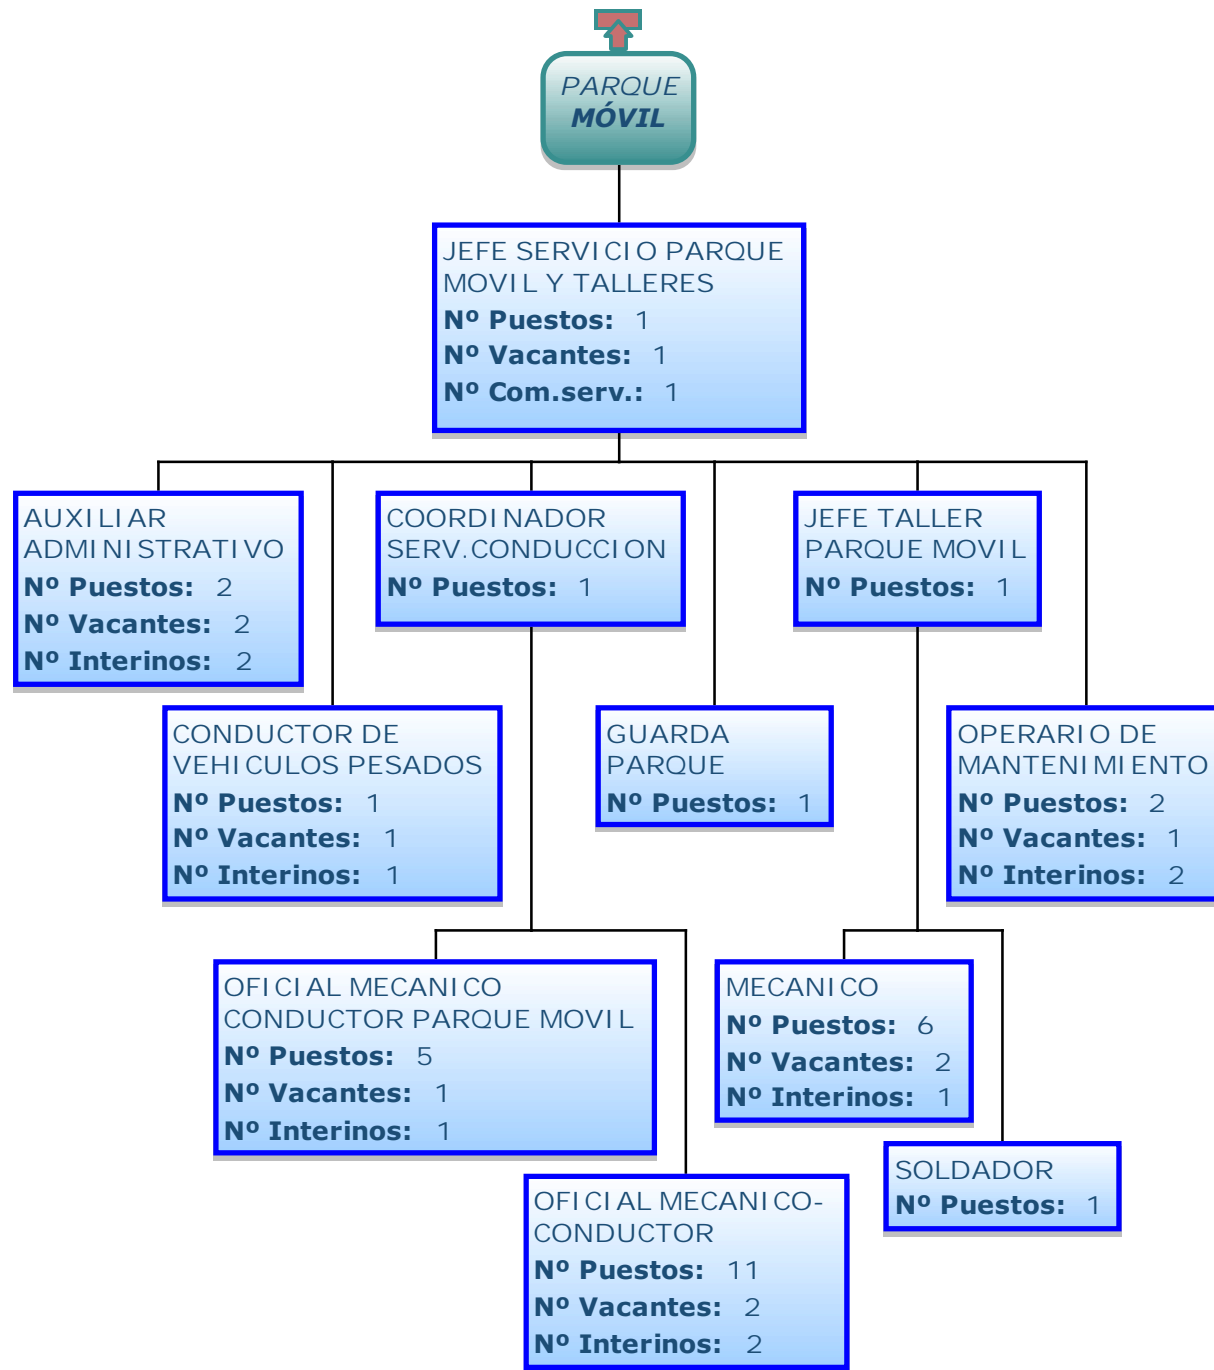 PARQUE
MÓVIL
JEFE SERVICIO PARQUE
MOVIL Y TALLERES
Nº Puestos: 1
Nº Vacantes: 1
Nº Com.serv.: 1
AUXILIAR
ADMINISTRATIVO
Nº Puestos: 2
Nº Vacantes: 2
Nº Interinos: 2
COORDINADOR
SERV.CONDUCCION
Nº Puestos: 1
JEFE TALLER
PARQUE MOVIL
Nº Puestos: 1
CONDUCTOR DE
VEHICULOS PESADOS
Nº Puestos: 1
Nº Vacantes: 1
Nº Interinos: 1
GUARDA
PARQUE
Nº Puestos: 1
OPERARIO DE
MANTENIMIENTO
Nº Puestos: 2
Nº Vacantes: 1
Nº Interinos: 2
OFICIAL MECANICO
CONDUCTOR PARQUE MOVIL
Nº Puestos: 5
Nº Vacantes: 1
Nº Interinos: 1
MECANICO
Nº Puestos: 6
Nº Vacantes: 2
Nº Interinos: 1
SOLDADOR
Nº Puestos: 1
OFICIAL MECANICO-
CONDUCTOR
Nº Puestos: 11
Nº Vacantes: 2
Nº Interinos: 2